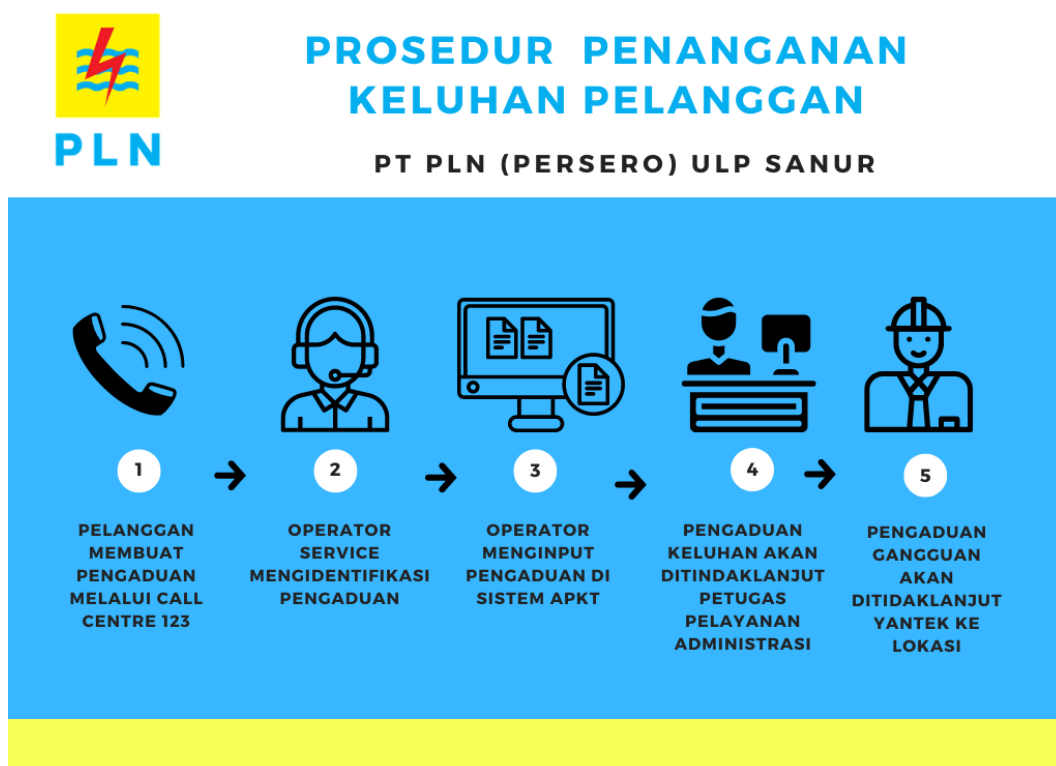 PLN
PROSEDUR PENANGANAN
KELUHAN PELANGGAN
PT PLN (PERSERO) ULP SANUR
1
PELANGGAN
MEMBUAT
PENGADUAN
MELALUI CALL
CENTRE 123
2
OPERATOR
SERVICE
MENGIDENTIFIKASI
PENGADUAN
3
OPERATOR
MENGINPUT
PENGADUAN DI
SISTEM APKT
4
PENGADUAN
KELUHAN AKAN
DITINDAKLANJUT
PETUGAS
PELAYANAN
ADMINISTRASI
5
PENGADUAN
GANGGUAN
AKAN
DITIDAKLANJUT
YANTEK KE
LOKASI